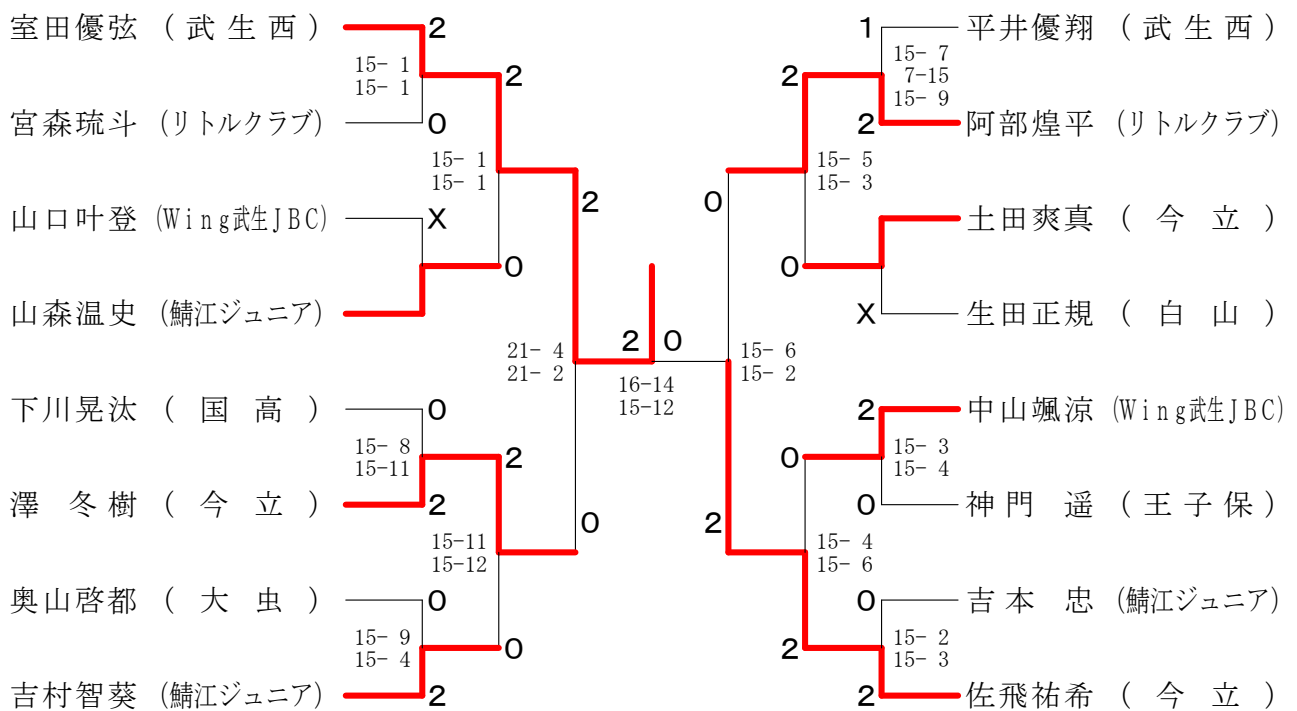 室田優弦 (武生西) 2
15- 1
15- 1
2
宮森琉斗 (リトルクラブ) 0
15- 1
15- 1
2
山口叶登 (Wing武生JBC) X
0
山森温史 (鯖江ジュニア)
21- 4
21- 2
2
下川晃汰 (国高) 0
15- 8
15-11
2
澤 冬樹 (今立) 2
15-11
15-12
0
奥山啓都 (大虫) 0
15- 9
15- 4
0
吉村智葵 (鯖江ジュニア) 2
2 0
16-14
15-12
1 平井優翔 (武生西)
15- 7
7-15
15- 9
2
2 阿部煌平 (リトルクラブ)
15- 5
15- 3
0
土田爽真 (今立)
0
X 生田正規 (白山)
15- 6
15- 2
2 中山颯涼 (Wing武生JBC)
15- 3
15- 4
0
0 神門 遥 (王子保)
15- 4
15- 6
2
0 吉本 忠 (鯖江ジュニア)
15- 2
15- 3
2
2 佐飛祐希 (今立)